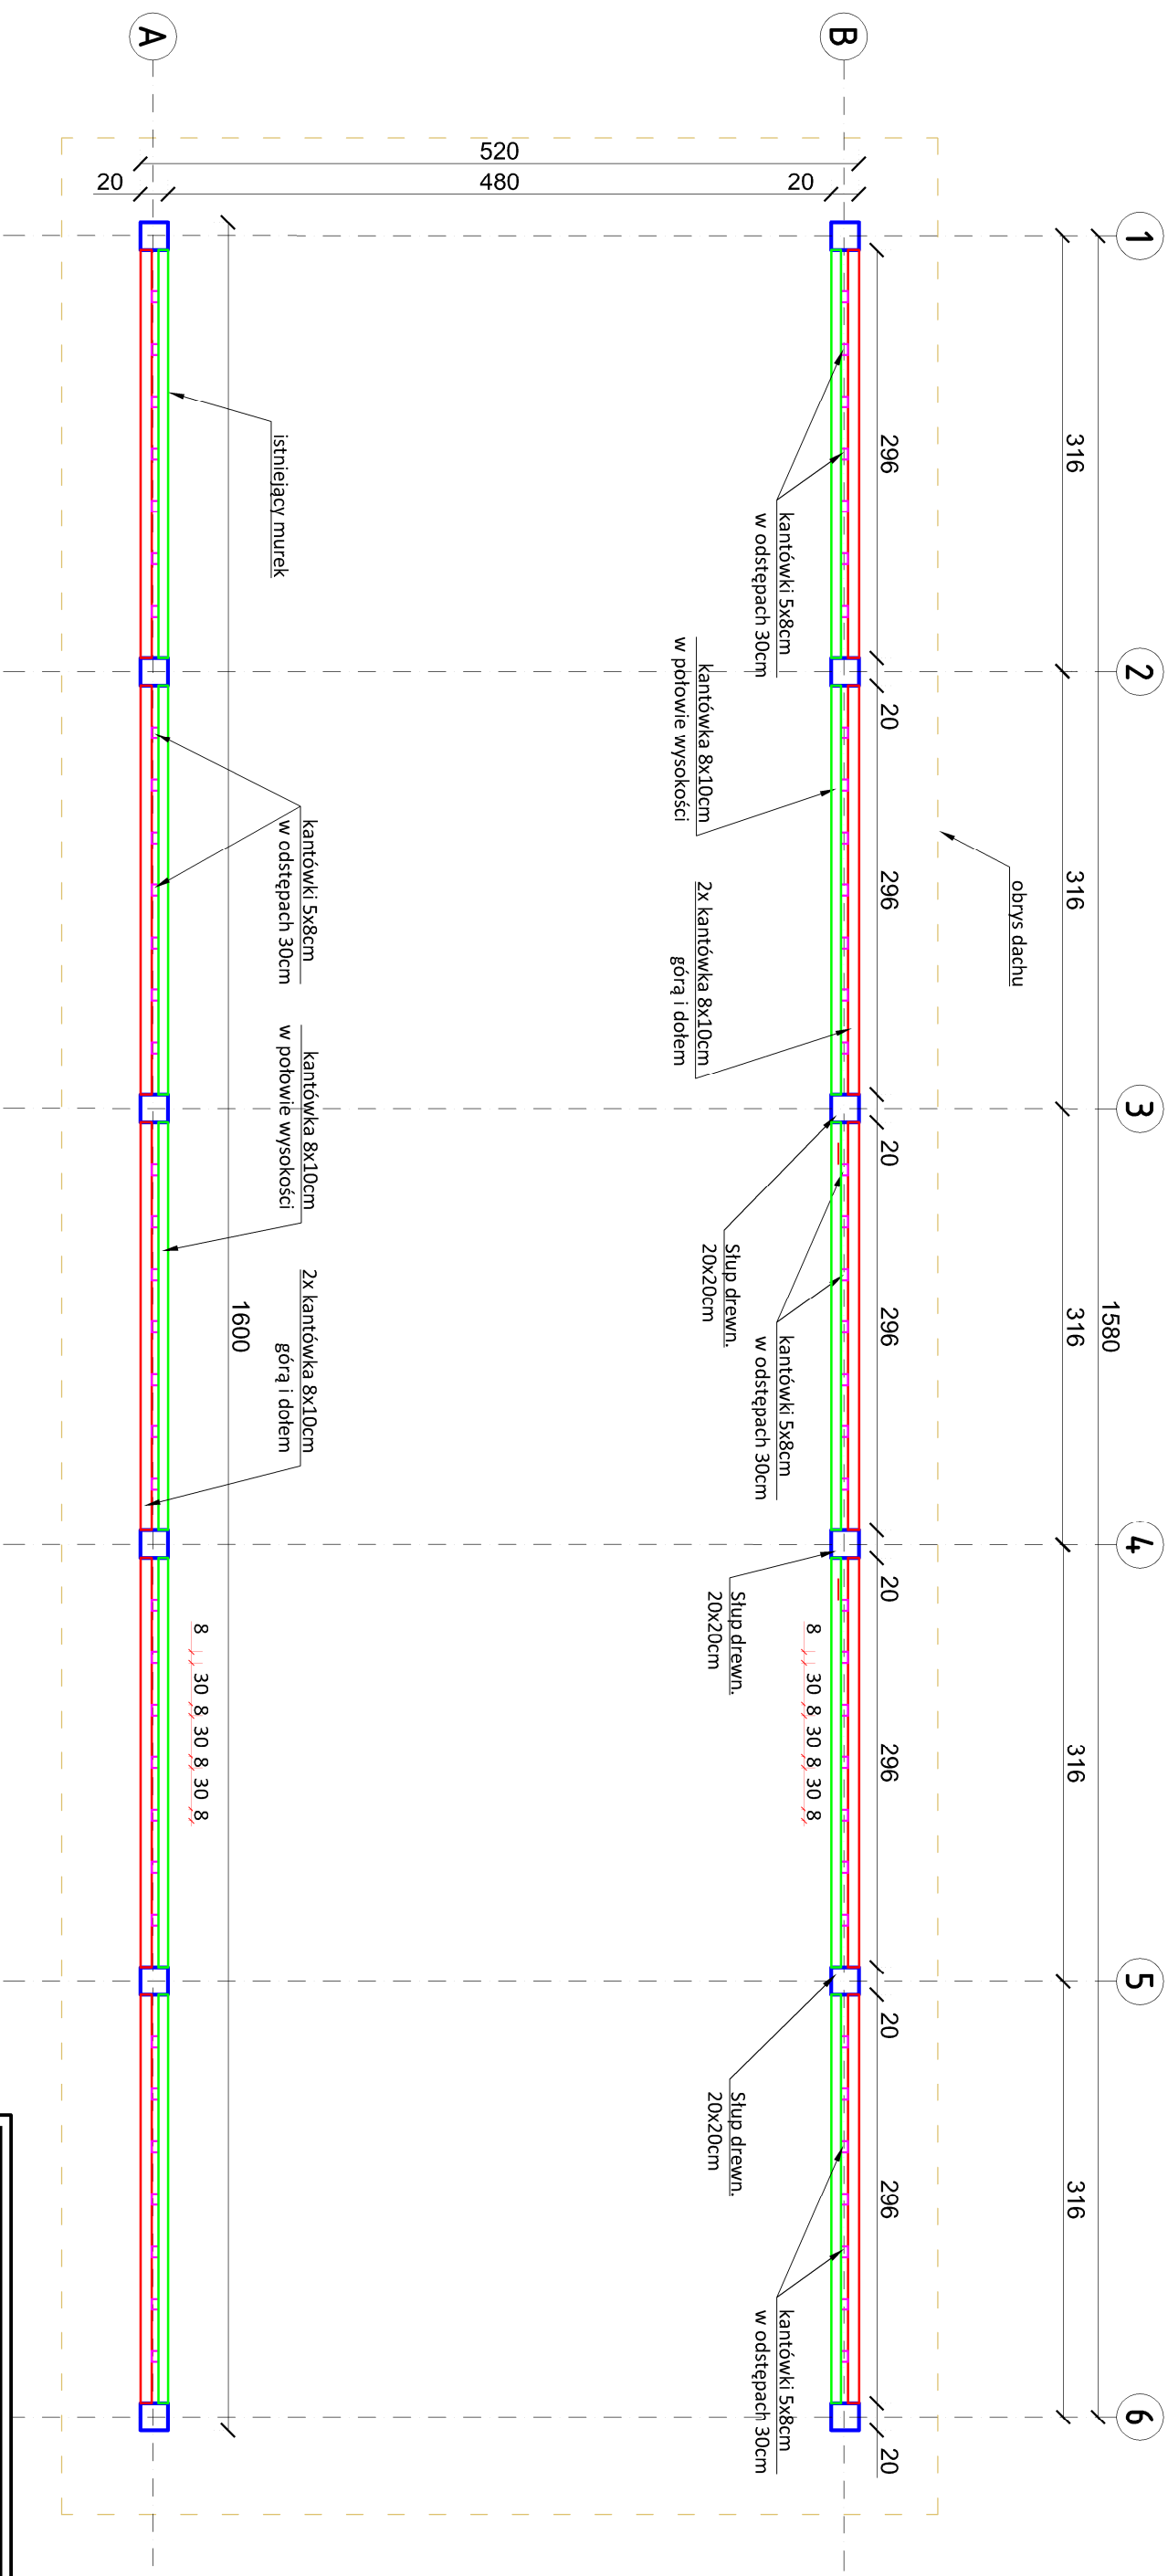 1
2
3
4
5
6
1580
316
316
316
316
316
obrys dachu
296
20
296
20
296
20
296
20
296
20
B
kantówki 5x8cm
w odstępach 30cm
kantówka 8x10cm
w połowie wysokości
2x kantówka 8x10cm
górą i dołem
Słup drewn.
20x20cm
kantówki 5x8cm
w odstępach 30cm
Słup drewn.
20x20cm
8 30 8 30 8 30 8
Słup drewn.
20x20cm
kantówki 5x8cm
w odstępach 30cm
520
20
480
20
istniejący murek
kantówki 5x8cm
w odstępach 30cm
kantówka 8x10cm
w połowie wysokości
2x kantówka 8x10cm
górą i dołem
1600
8 30 8 30 8 30 8
A